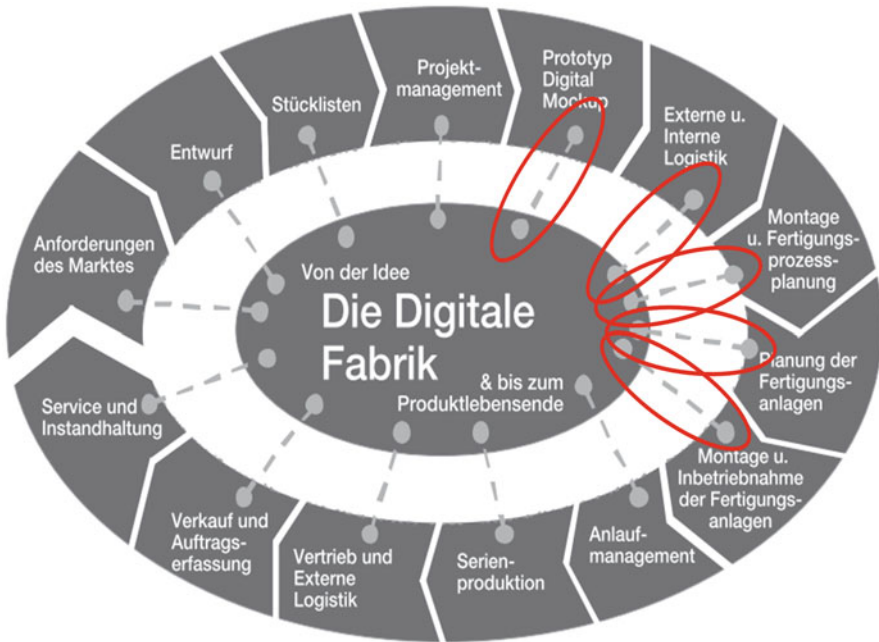 Anforderungen
des Marktes
Entwurf
Stücklisten
Projekt-
management
Prototyp
Digital
Mockup
Externe u.
Interne
Logistik
Montage
u. Fertigungs-
prozess-
planung
Planung der
Fertigungs-
anlagen
Montage u.
Inbetriebnahme
der Fertigungs-
anlagen
Anlauf-
management
Serien-
produktion
Vertrieb und
Externe
Logistik
Verkauf und
Auftrags-
erfassung
Service und
Instandhaltung
Von der Idee
Die Digitale
Fabrik
& bis zum
Produktlebensende